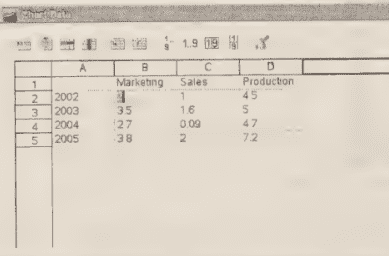 Chart Data
1.9 19
A B C D
1 Marketing Sales Production
2 2002 1 4.5
3 2003 3.5 1.6 5
4 2004 2.7 0.09 4.7
5 2005 3.8 2 7.2